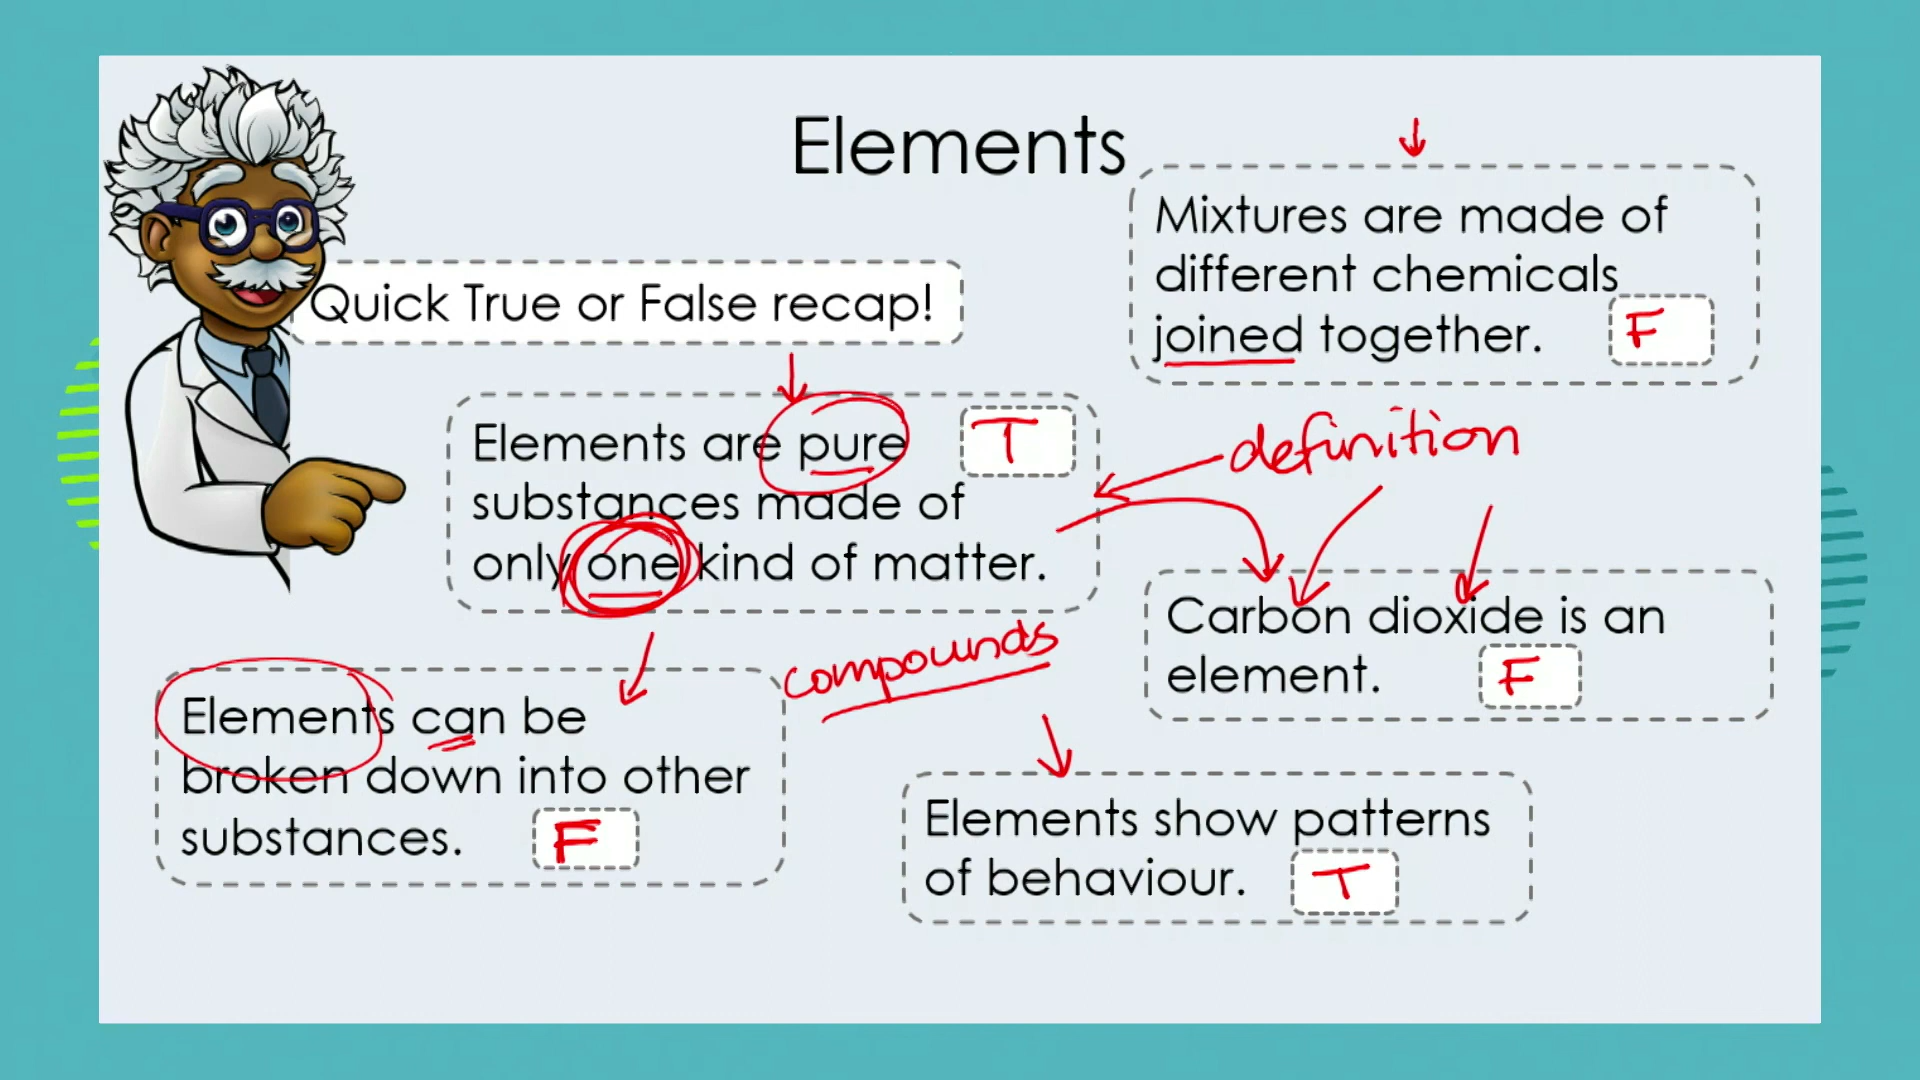 Elements
Quick True or False recap!
Mixtures are made of
different chemicals
joined together.
F
Elements are pure
T
substances made of
only one kind of matter.
definition
Carbon dioxide is an
element.
F
compounds
Elements can be
broken down into other
substances.
F
Elements show patterns
of behaviour.
T